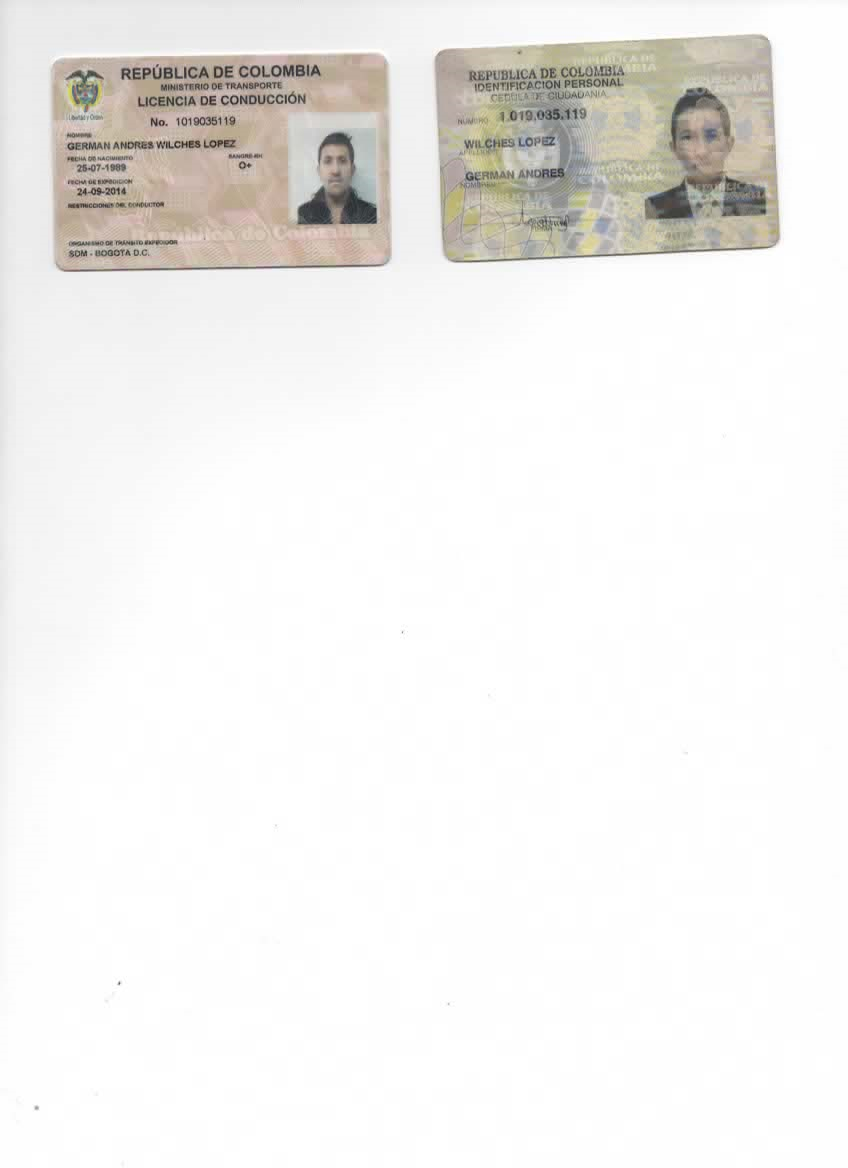 REPÚBLICA DE COLOMBIA
MINISTERIO DE TRANSPORTE
LICENCIA DE CONDUCCIÓN
Libertad y Orden
No. 1019035119
NOMBRE
GERMAN ANDRES WILCHES LOPEZ
FECHA DE NACIMIENTO
SANGRE-RH
25-07-1989
O+
FECHA DE EXPEDICION
24-09-2014
RESTRICCIONES DEL CONDUCTOR
República de Colombia
ORGANISMO DE TRÁNSITO EXPEDIDOR
SDM - BOGOTA D.C.
REPUBLICA DE COLOMBIA
IDENTIFICACION PERSONAL
CEDULA DE CIUDADANIA
NUMERO 1.019.035.119
WILCHES LOPEZ
APELLIDOS
GERMAN ANDRES
NOMBRES
FIRMA
REPUBLICA DE
COLOMBIA